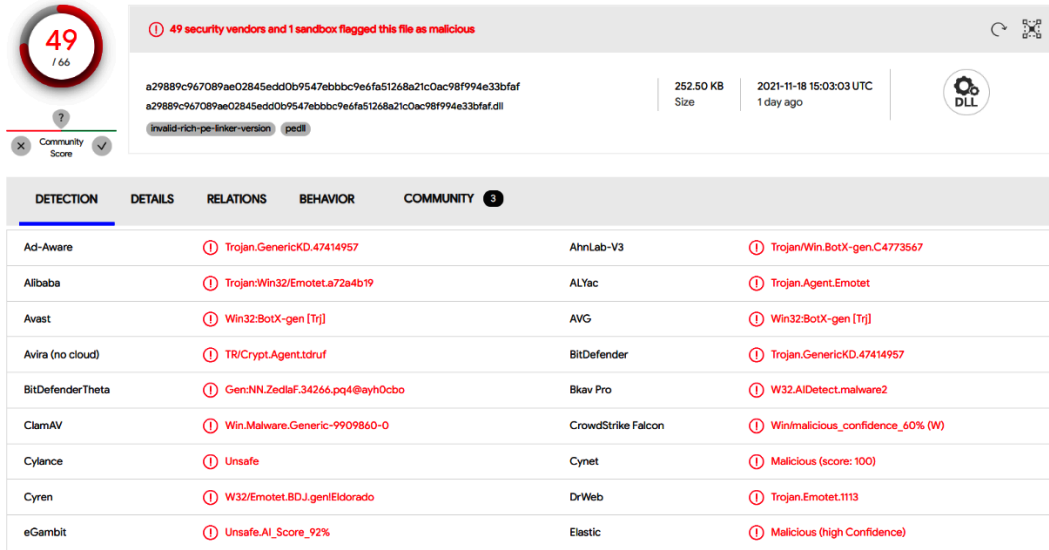 49
/ 66
49 security vendors and 1 sandbox flagged this file as malicious
a29889c967089ae02845edd0b9547ebbbc9e6fa51268a21c0ac98f994e33bfaf
a29889c967089ae02845edd0b9547ebbbc9e6fa51268a21c0ac98f994e33bfaf.dll
invalid-rich-pe-linker-version pedll
252.50 KB
Size
2021-11-18 15:03:03 UTC
1 day ago
DLL
?
Community
Score
DETECTION DETAILS RELATIONS BEHAVIOR COMMUNITY 3
Ad-Aware Trojan.GenericKD.47414957 AhnLab-V3 Trojan/Win.BotX-gen.C4773567
Alibaba Trojan:Win32/Emotet.a72a4b19 ALYac Trojan.Agent.Emotet
Avast Win32:BotX-gen [Trj] AVG Win32:BotX-gen [Trj]
Avira (no cloud) TR/Crypt.Agent.tdruf BitDefender Trojan.GenericKD.47414957
BitDefenderTheta Gen:NN.ZedlaF.34266.pq4@ayh0cbo Bkav Pro W32.AIDetect.malware2
ClamAV Win.Malware.Generic-9909860-0 CrowdStrike Falcon Win/malicious_confidence_60% (W)
Cylance Unsafe Cynet Malicious (score: 100)
Cyren W32/Emotet.BDJ.gen!Eldorado DrWeb Trojan.Emotet.1113
eGambit Unsafe.AI_Score_92% Elastic Malicious (high Confidence)